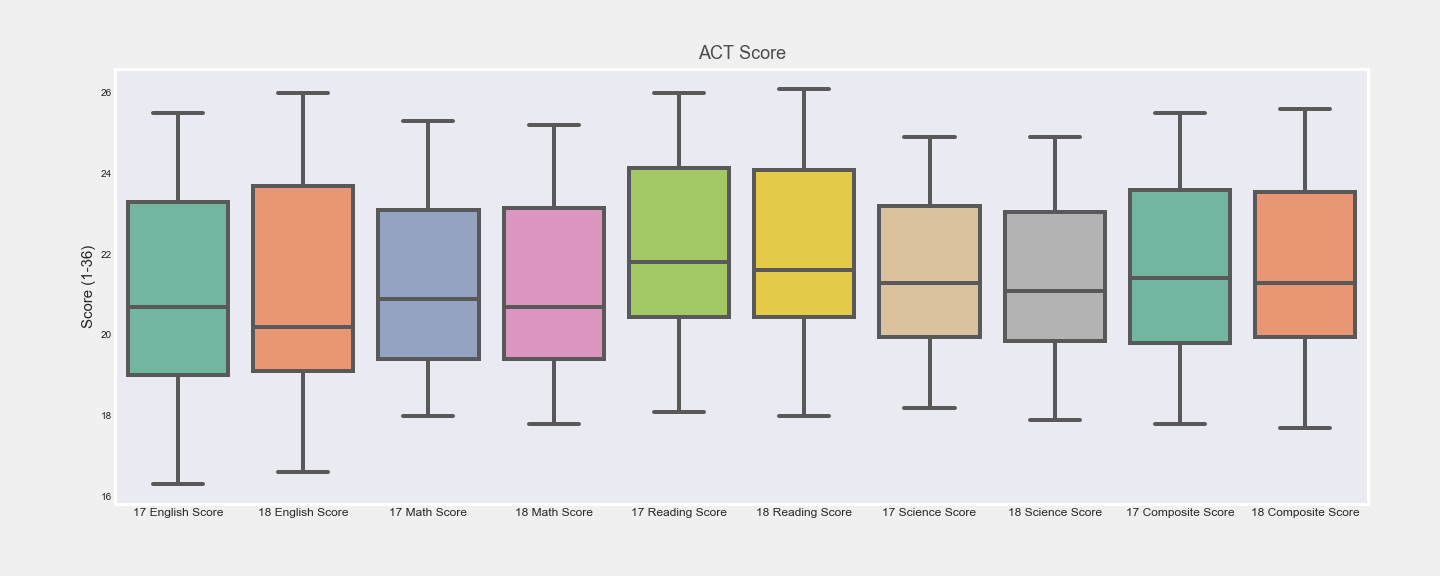 ACT Score
Score (1-36)
26
24
22
20
18
16
17 English Score
18 English Score
17 Math Score
18 Math Score
17 Reading Score
18 Reading Score
17 Science Score
18 Science Score
17 Composite Score
18 Composite Score